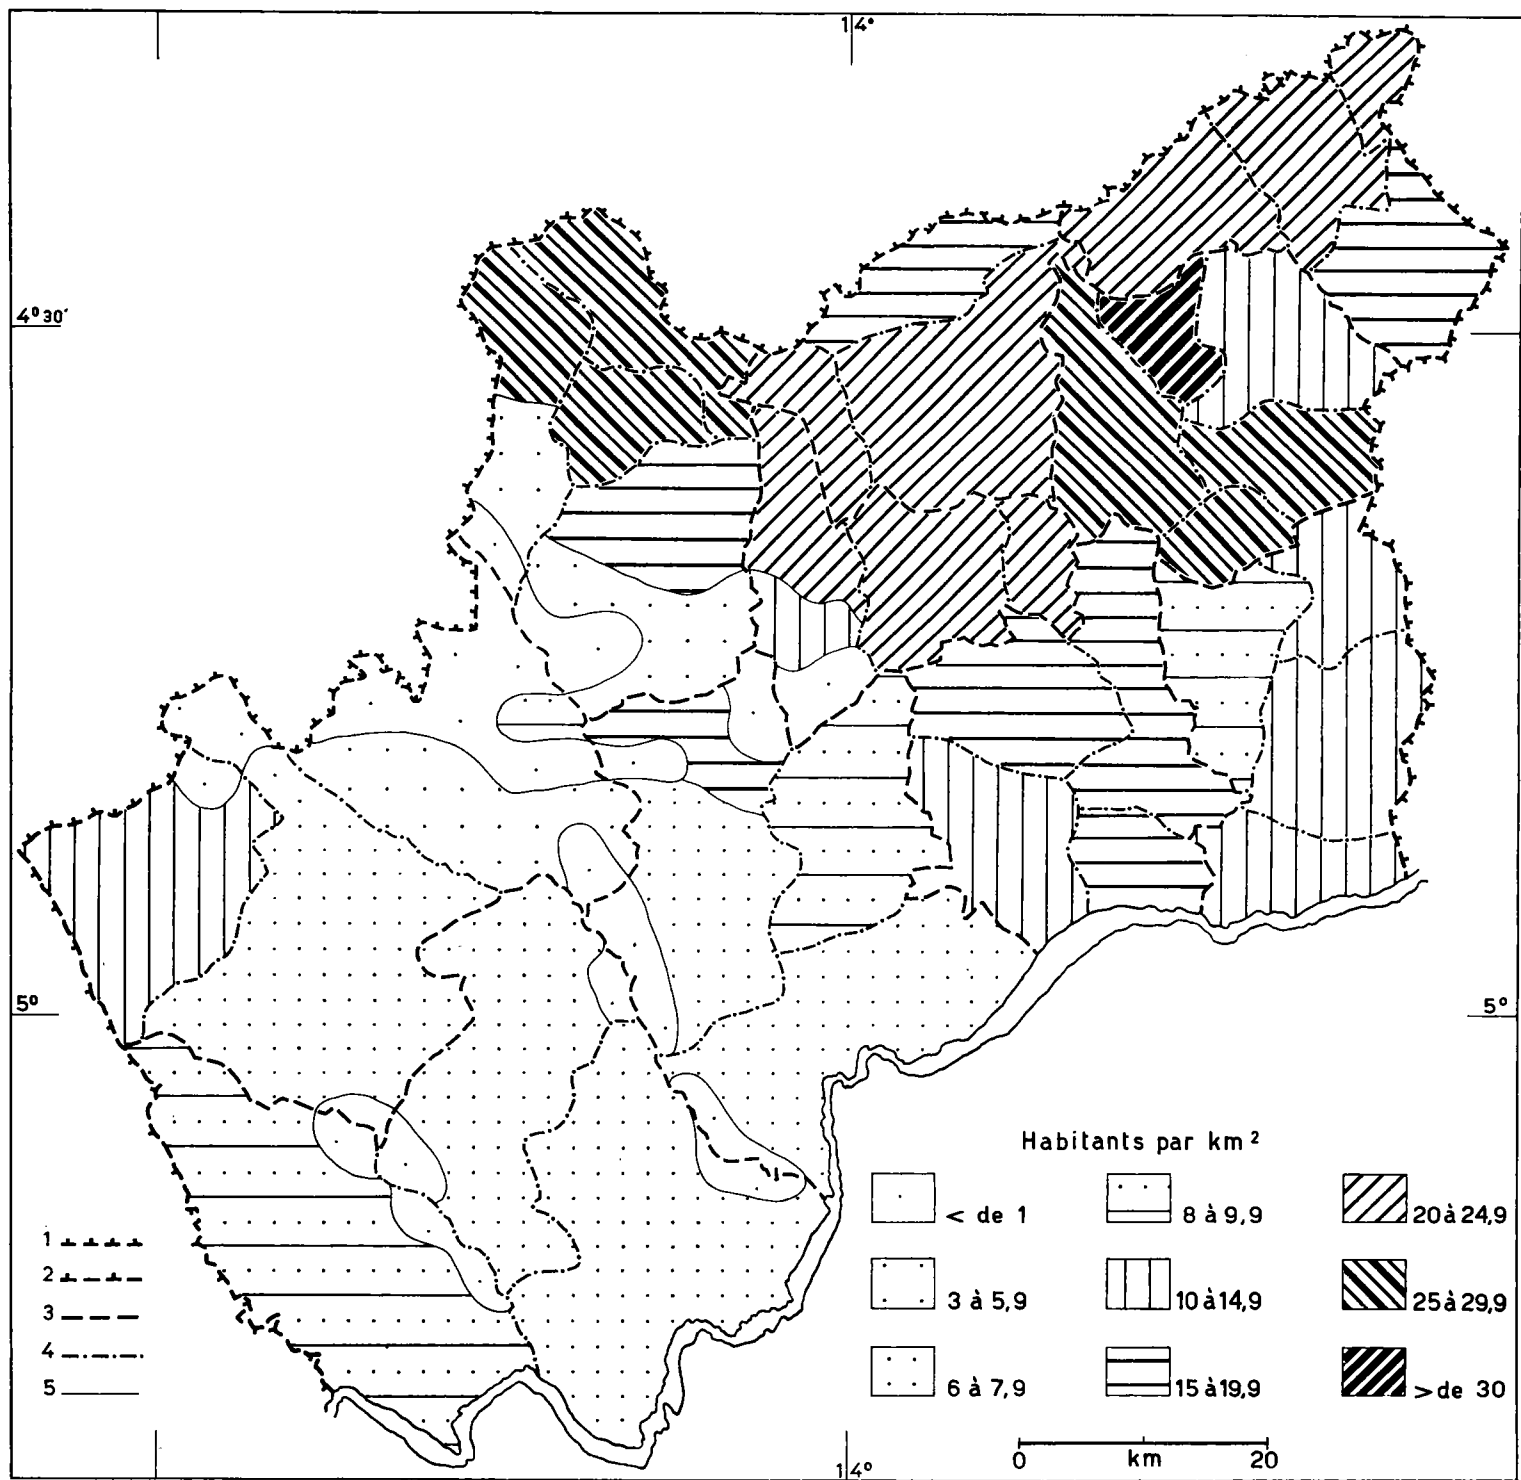 14°
4° 30'
5°
5°
Habitants par km²
< de 1
8 à 9,9
20 à 24,9
3 à 5,9
10 à 14,9
25 à 29,9
6 à 7,9
15 à 19,9
> de 30
1
2
3
4
5
0 km 20
14°